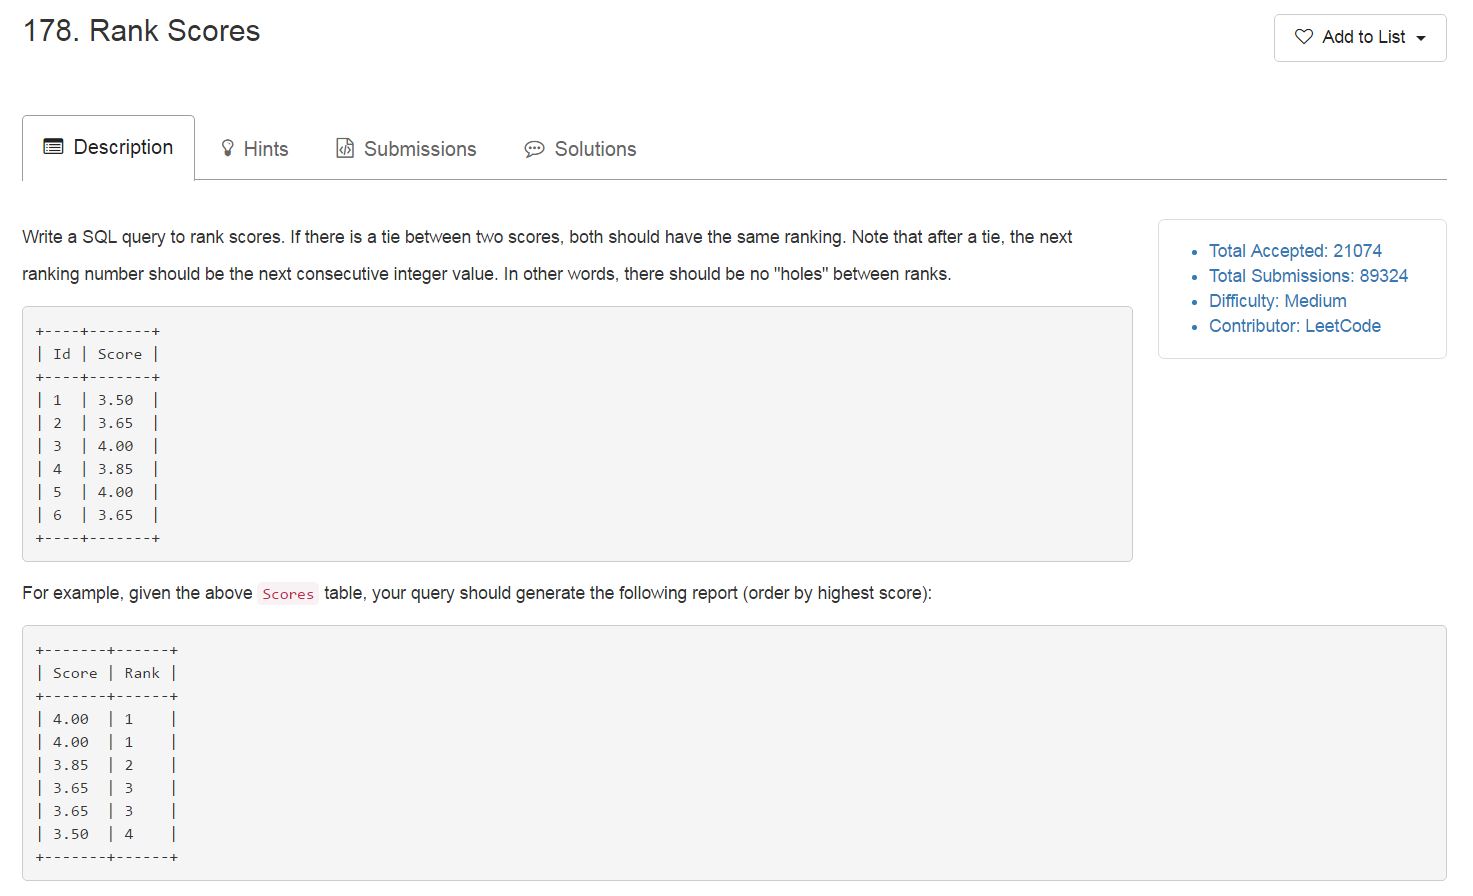 178. Rank Scores
Add to List
Description
Hints
Submissions
Solutions
Write a SQL query to rank scores. If there is a tie between two scores, both should have the same ranking. Note that after a tie, the next
ranking number should be the next consecutive integer value. In other words, there should be no "holes" between ranks.
• Total Accepted: 21074
• Total Submissions: 89324
• Difficulty: Medium
• Contributor: LeetCode
+----+-------+
| Id | Score |
+----+-------+
| 1  | 3.50  |
| 2  | 3.65  |
| 3  | 4.00  |
| 4  | 3.85  |
| 5  | 4.00  |
| 6  | 3.65  |
+----+-------+
For example, given the above Scores table, your query should generate the following report (order by highest score):
+-------+------+
| Score | Rank |
+-------+------+
| 4.00  | 1    |
| 4.00  | 1    |
| 3.85  | 2    |
| 3.65  | 3    |
| 3.65  | 3    |
| 3.50  | 4    |
+-------+------+